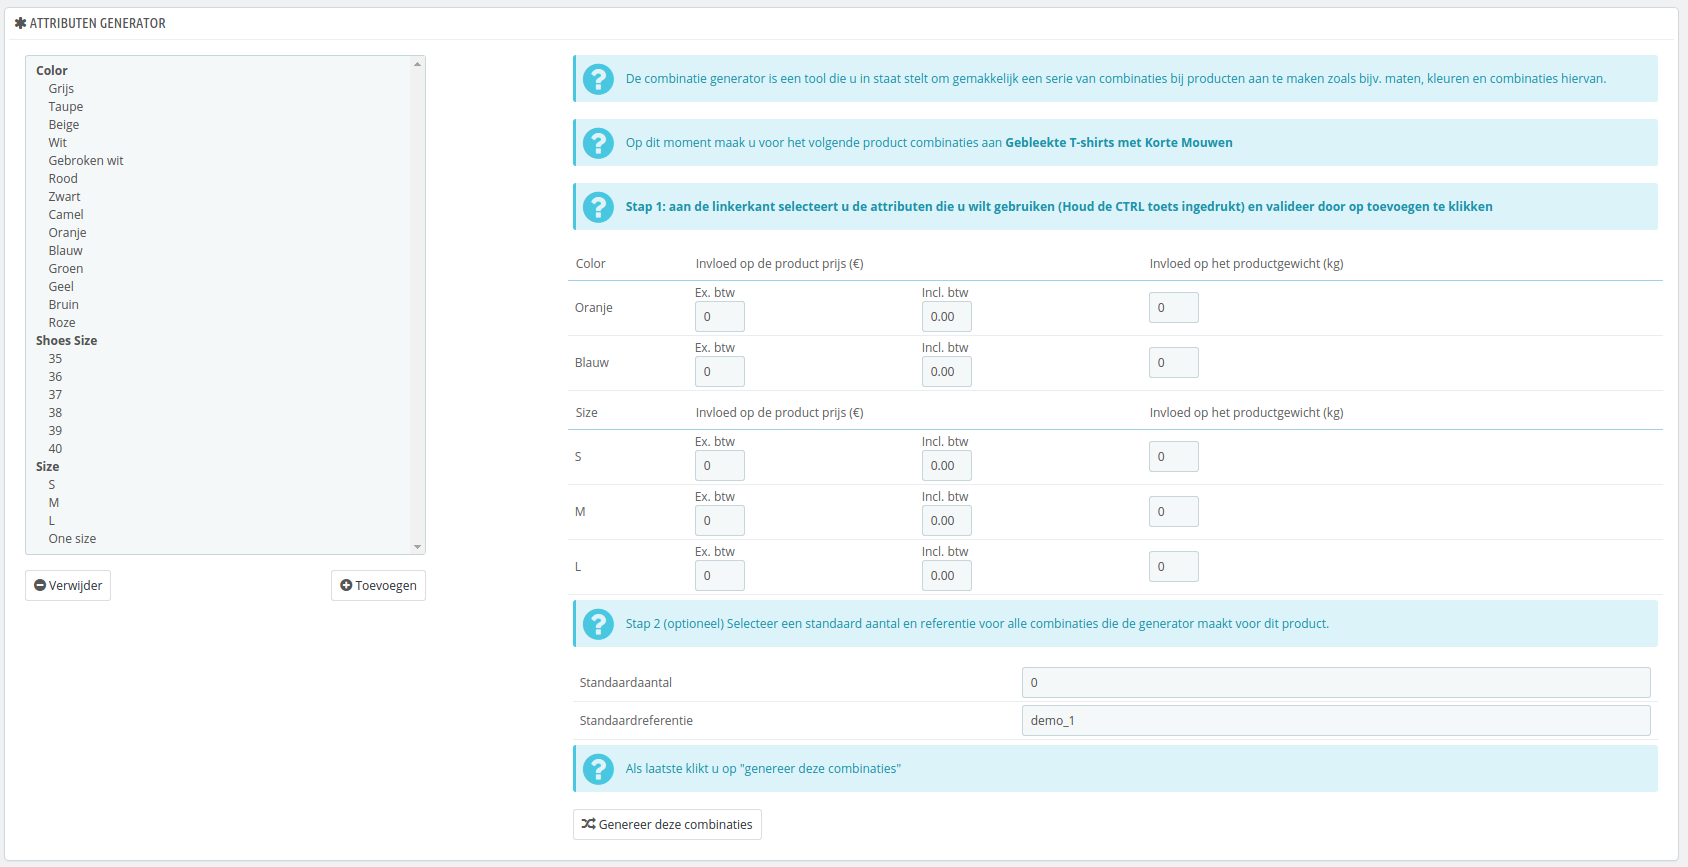 ATTRIBUTEN GENERATOR
Color
Grijs
Taupe
Beige
Wit
Gebroken wit
Rood
Zwart
Camel
Oranje
Blauw
Groen
Geel
Bruin
Roze
Shoes Size
35
36
37
38
39
40
Size
S
M
L
One size
Verwijder
Toevoegen
De combinatie generator is een tool die u in staat stelt om gemakkelijk een serie van combinaties bij producten aan te maken zoals bijv. maten, kleuren en combinaties hiervan.
Op dit moment maak u voor het volgende product combinaties aan Gebleekte T-shirts met Korte Mouwen
Stap 1: aan de linkerkant selecteert u de attributen die u wilt gebruiken (Houd de CTRL toets ingedrukt) en valideer door op toevoegen te klikken
Color Invloed op de product prijs (€) Invloed op het productgewicht (kg)
Ex. btw Incl. btw
Oranje 0 0.00 0
Ex. btw Incl. btw
Blauw 0 0.00 0
Size Invloed op de product prijs (€) Invloed op het productgewicht (kg)
Ex. btw Incl. btw
S 0 0.00 0
Ex. btw Incl. btw
M 0 0.00 0
Ex. btw Incl. btw
L 0 0.00 0
Stap 2 (optioneel) Selecteer een standaard aantal en referentie voor alle combinaties die de generator maakt voor dit product.
Standaardaantal 0
Standaardreferentie demo_1
Als laatste klikt u op "genereer deze combinaties"
Genereer deze combinaties